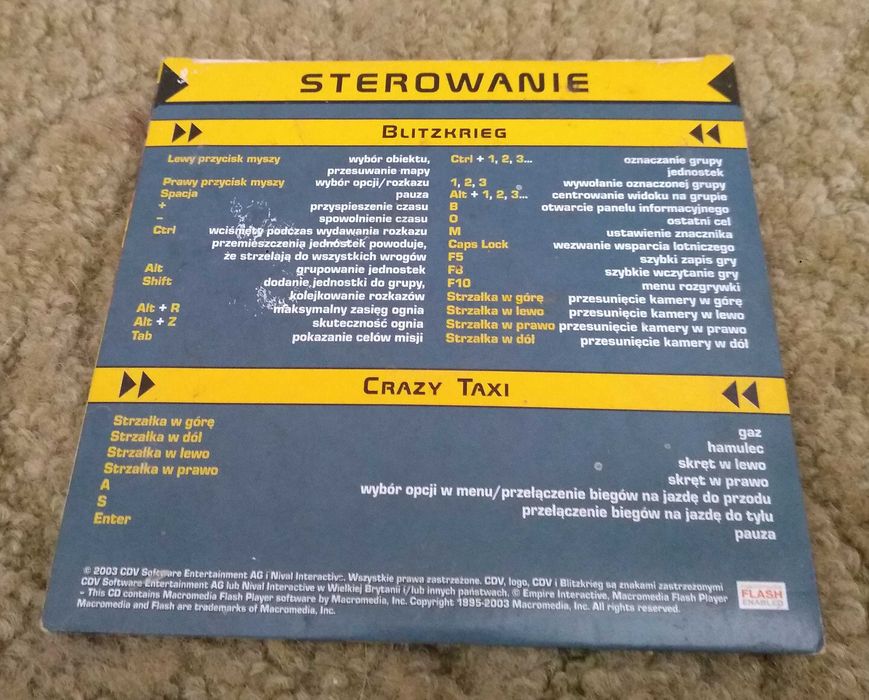 STEROWANIE
BLITZKRIEG
Lewy przycisk myszy wybór obiektu,
przesuwanie mapy
Prawy przycisk myszy wybór opcji/rozkazu
Spacja pauza
+ przyspieszenie czasu
– spowolnienie czasu
Ctrl wciśnięty podczas wydawania rozkazu
przemieszczenią jednostek powoduje,
że strzelają do wszystkich wrogów
Alt grupowanie jednostek
Shift dodanie jednostki do grupy,
kolejkowanie rozkazów
Alt + R maksymalny zasięg ognia
Alt + Z skuteczność ognia
Tab pokazanie celów misji
Ctrl + 1, 2, 3... oznaczanie grupy
jednostek
1, 2, 3 wywołanie oznaczonej grupy
Alt + 1, 2, 3... centrowanie widoku na grupie
B otwarcie panelu informacyjnego
O ostatni cel
M ustawienie znacznika
Caps Lock wezwanie wsparcia lotniczego
F5 szybki zapis gry
F8 szybkie wczytanie gry
F10 menu rozgrywki
Strzałka w górę przesunięcie kamery w górę
Strzałka w lewo przesunięcie kamery w lewo
Strzałka w prawo przesunięcie kamery w prawo
Strzałka w dół przesunięcie kamery w dół
CRAZY TAXI
Strzałka w górę gaz
Strzałka w dół hamulec
Strzałka w lewo skręt w lewo
Strzałka w prawo skręt w prawo
A wybór opcji w menu/przełączenie biegów na jazdę do przodu
S przełączenie biegów na jazdę do tyłu
Enter pauza
© 2003 CDV Software Entertainment AG i Nival Interactive. Wszystkie prawa zastrzeżone. CDV, logo, CDV i Blitzkrieg są znakami zastrzeżonymi
CDV Software Entertainment AG lub Nival Interactive w Wielkiej Brytanii i/lub innych państwach, © Empire Interactive, Macromedia Flash Player
– This CD contains Macromedia Flash Player software by Macromedia, Inc. Copyright 1995-2003 Macromedia, Inc. All rights reserved.
Macromedia and Flash are trademarks of Macromedia, Inc.
FLASH
ENABLED